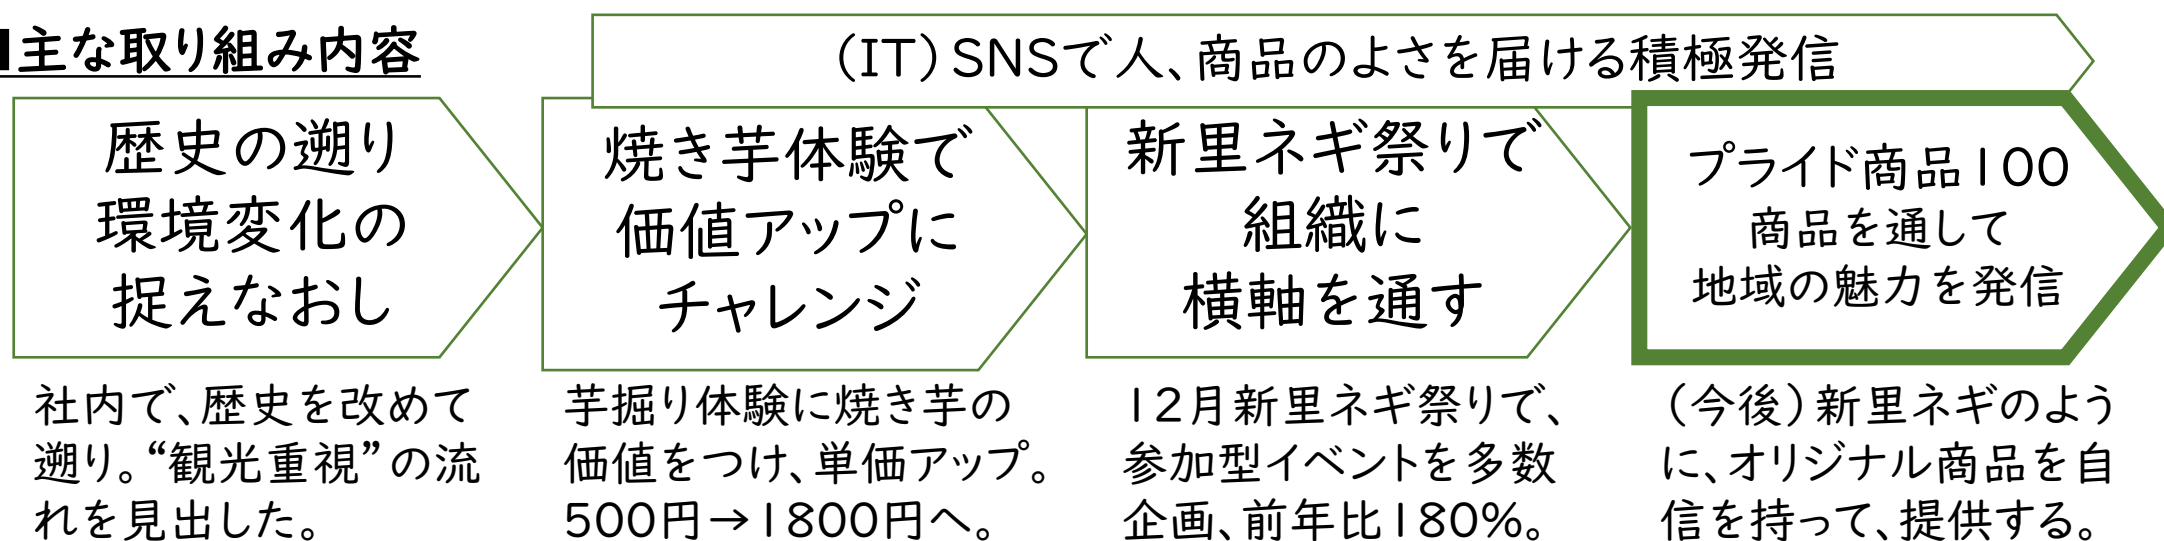 ■主な取り組み内容
(IT)SNSで人、商品のよさを届ける積極発信
歴史の遡り
環境変化の
捉えなおし
焼き芋体験で
価値アップに
チャレンジ
新里ネギ祭りで
組織に
横軸を通す
プライド商品100
商品を通して
地域の魅力を発信
社内で、歴史を改めて
遡り。“観光重視”の流
れを見出した。
芋掘り体験に焼き芋の
価値をつけ、単価アップ。
500円→1800円へ。
12月新里ネギ祭りで、
参加型イベントを多数
企画、前年比180%。
(今後)新里ネギのよう
に、オリジナル商品を自
信を持って、提供する。